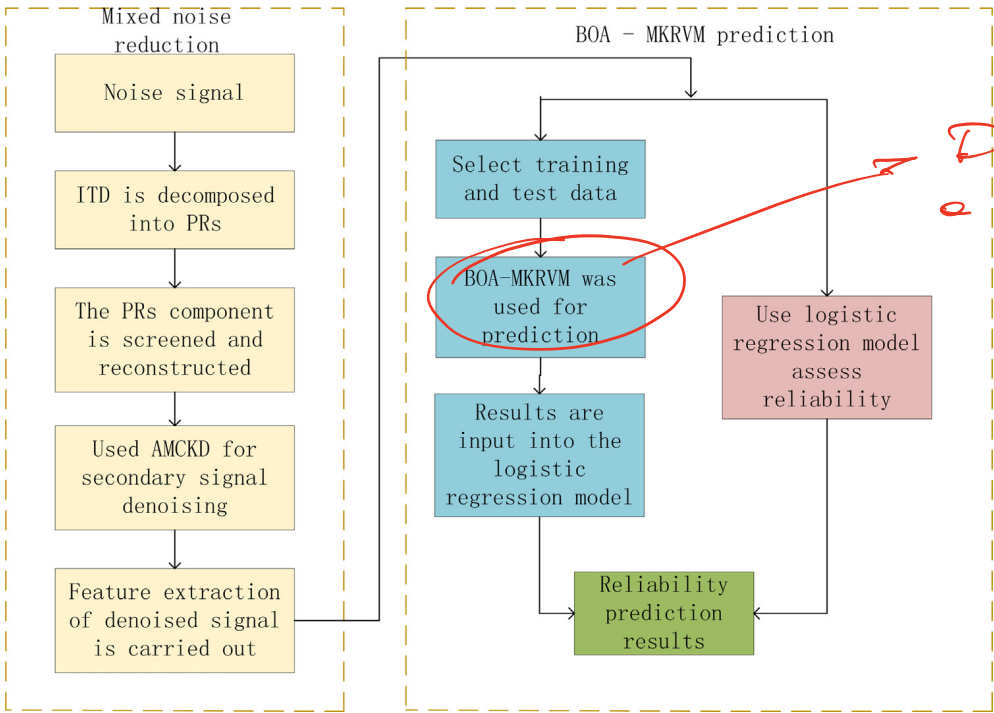 Mixed noise
reduction
Noise signal
ITD is decomposed
into PRs
The PRs component
is screened and
reconstructed
Used AMCKD for
secondary signal
denoising
Feature extraction
of denoised signal
is carried out
BOA - MKRVM prediction
Select training
and test data
BOA-MKRVM was
used for
prediction
Results are
input into the
logistic
regression model
Use logistic
regression model
assess
reliability
Reliability
prediction
results